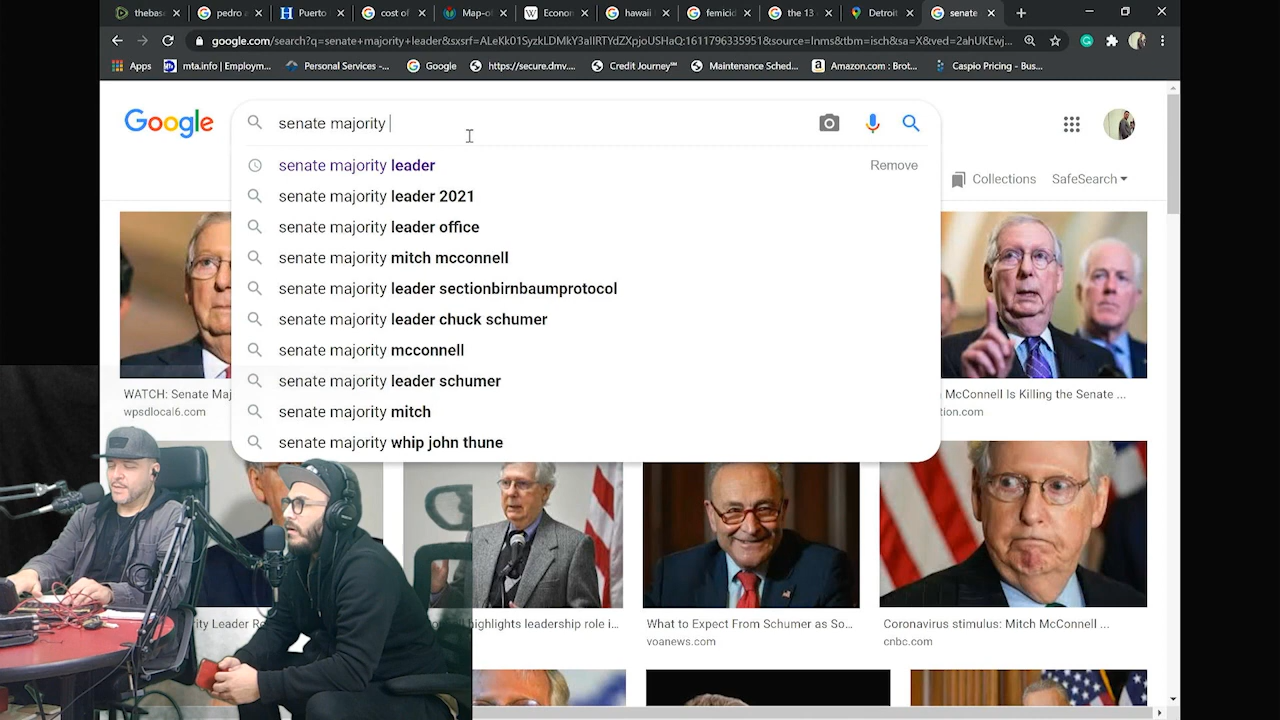 thebas
pedro a
Puerto
cost of
Map-of
Econom
hawaii
femicid
the 13
Detroit
senate
google.com/search?q=senate+majority+leader&sxsrf=ALeKk01SyzkLDMkY3aIlRTYdZXpjoUSHaQ:1611796335951&source=lnms&tbm=isch&sa=X&ved=2ahUKEwj...
Apps
mta.info | Employm...
Personal Services -...
Google
https://secure.dmv....
Credit Journey℠
Maintenance Sched...
Amazon.com : Brot...
Caspio Pricing - Bus...
Google
senate majority
senate majority leader
Remove
senate majority leader 2021
senate majority leader office
senate majority mitch mcconnell
senate majority leader sectionbirnbaumprotocol
senate majority leader chuck schumer
senate majority mcconnell
senate majority leader schumer
senate majority mitch
senate majority whip john thune
Collections
SafeSearch
WATCH: Senate Maj
wpsdlocal6.com
McConnell Is Killing the Senate ...
tion.com
ity Leader Ro
highlights leadership role i...
What to Expect From Schumer as So...
voanews.com
Coronavirus stimulus: Mitch McConnell ...
cnbc.com